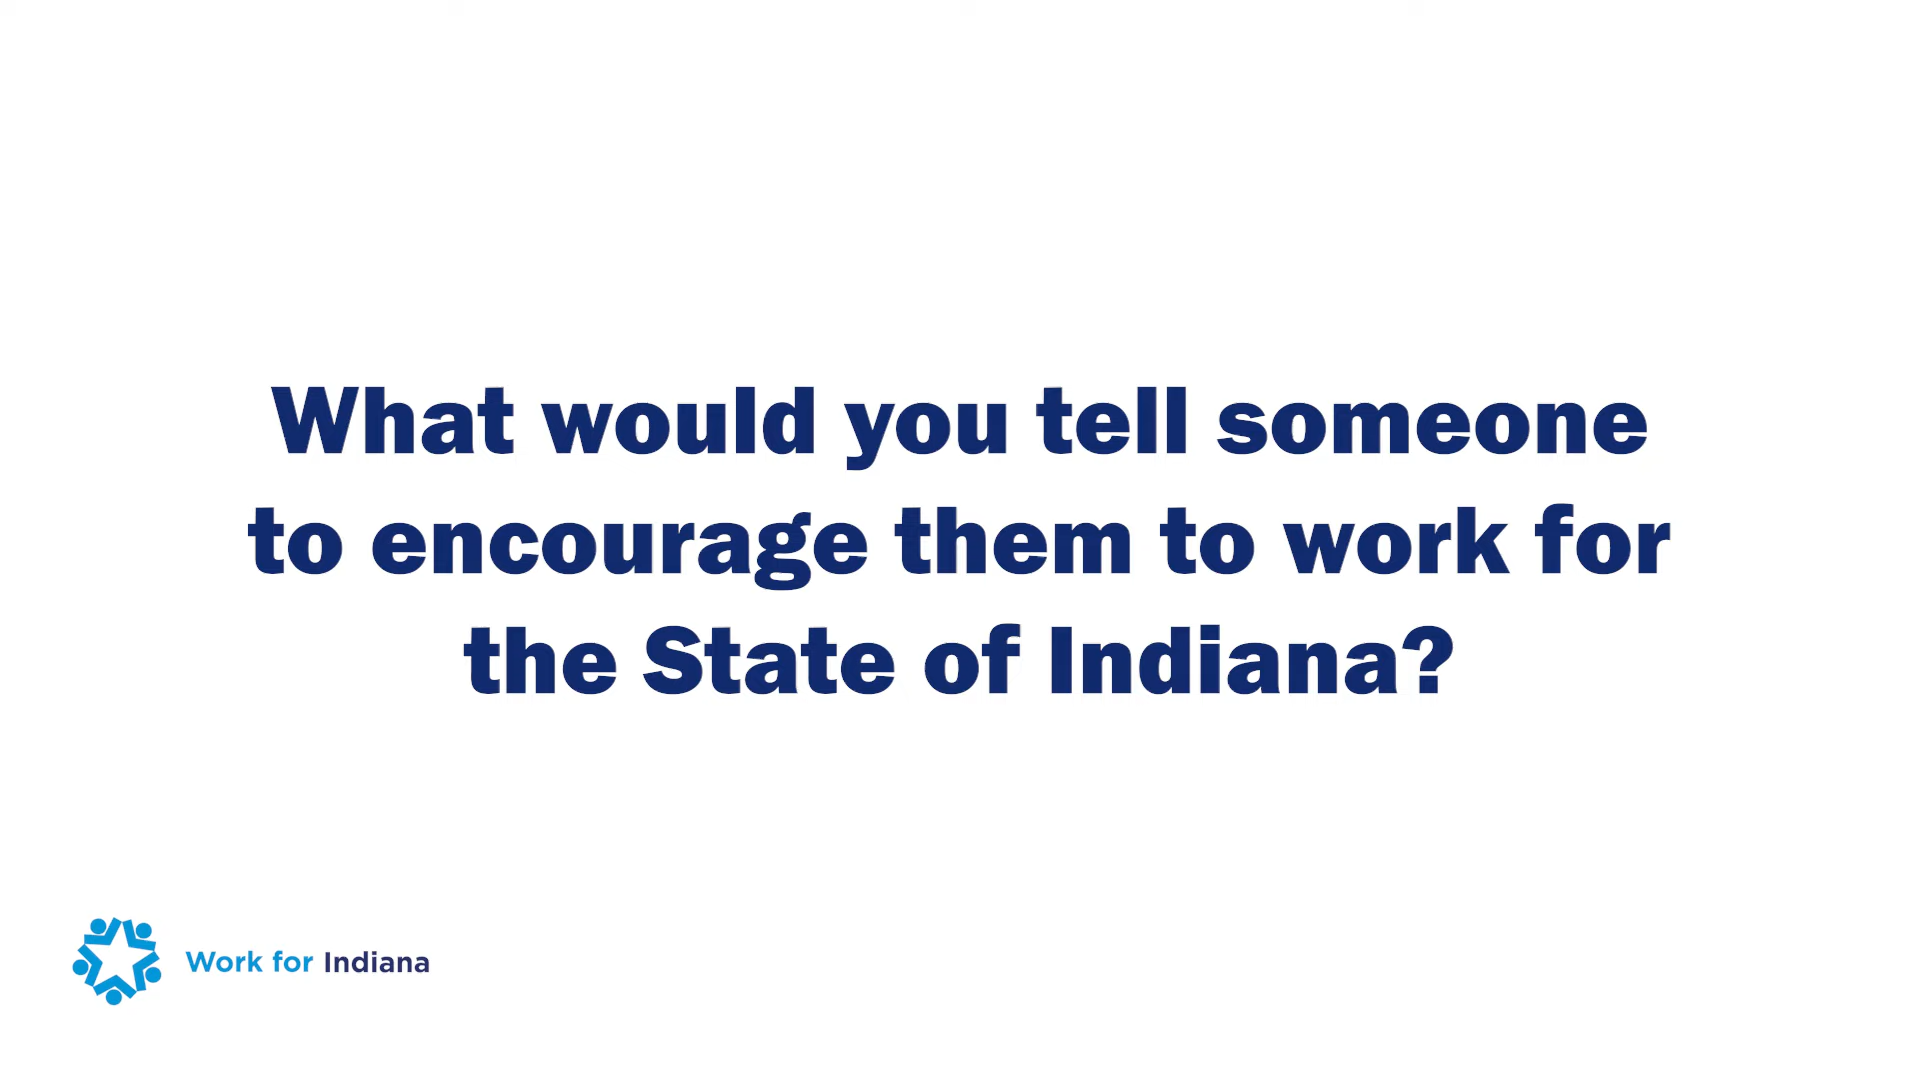 What would you tell someone
to encourage them to work for
the State of Indiana?
Work for Indiana